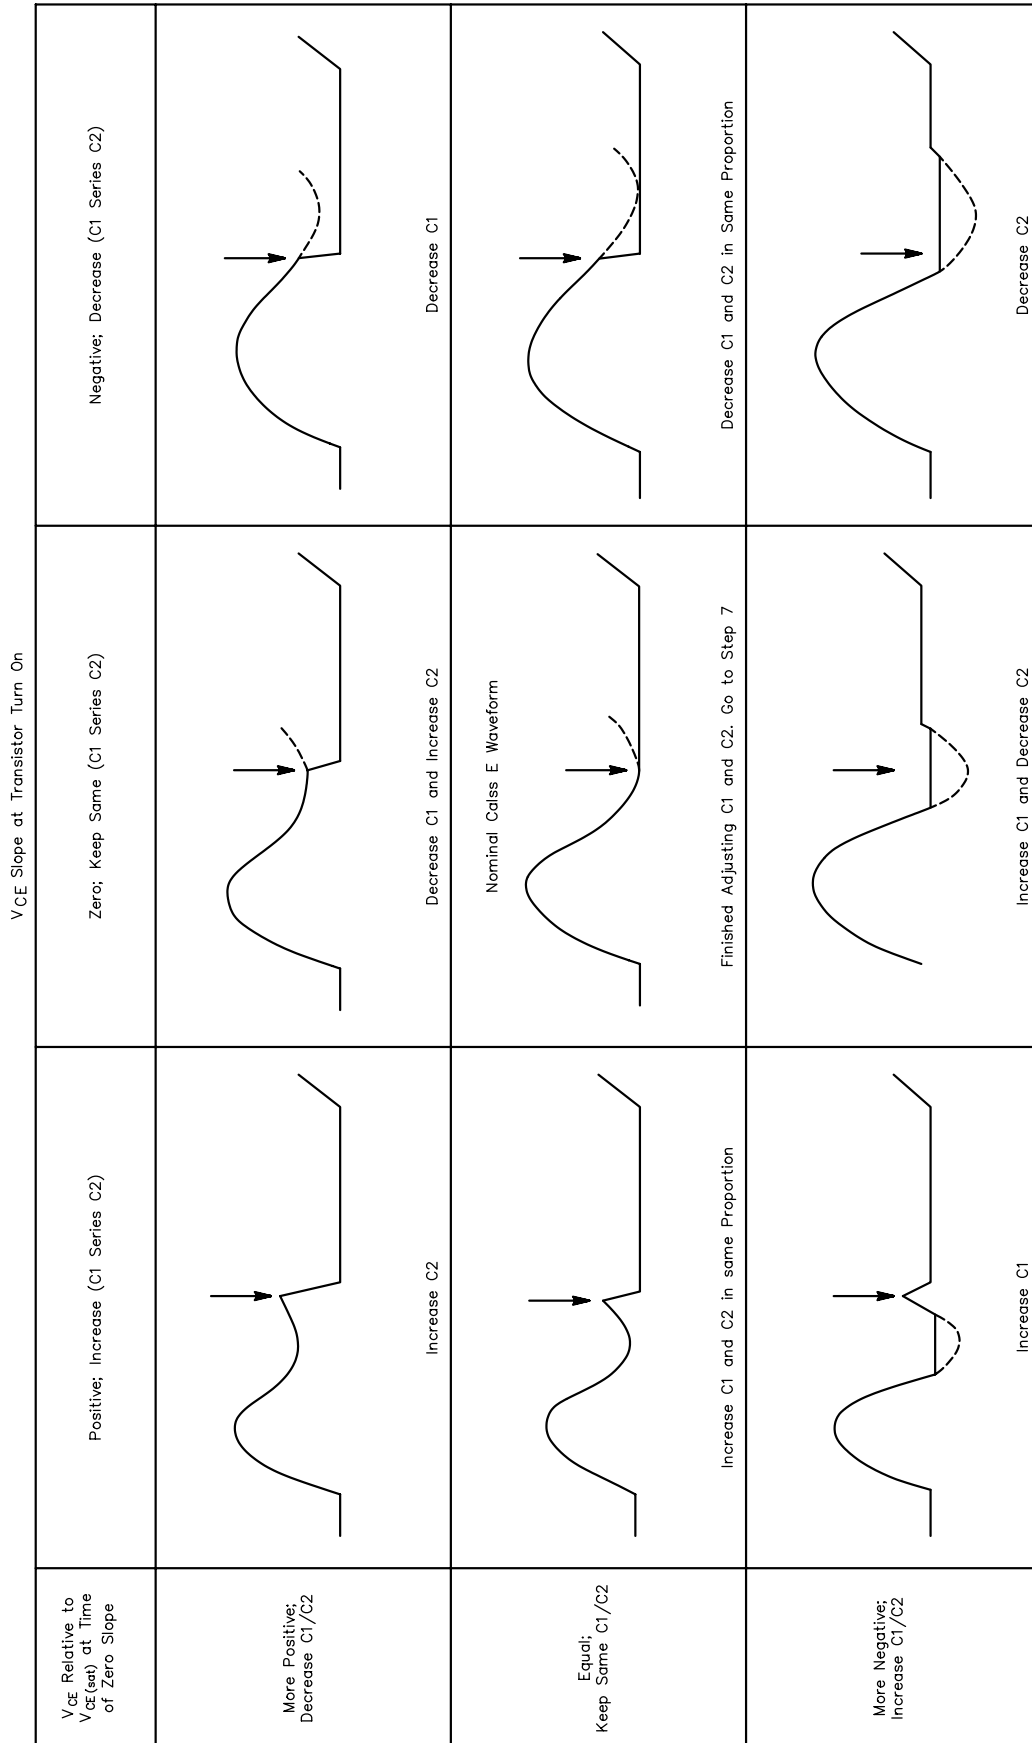 V CE Slope at Transistor Turn On
VCE Relative to
VCE(sat) at Time
of Zero Slope
Positive; Increase (C1 Series C2)
Zero; Keep Same (C1 Series C2)
Negative; Decrease (C1 Series C2)
More Positive;
Decrease C1/C2
Increase C2
Decrease C1 and Increase C2
Decrease C1
Equal;
Keep Same C1/C2
Increase C1 and C2 in same Proportion
Nominal Calss E Waveform
Finished Adjusting C1 and C2. Go to Step 7
Decrease C1 and C2 in Same Proportion
More Negative;
Increase C1/C2
Increase C1
Increase C1 and Decrease C2
Decrease C2